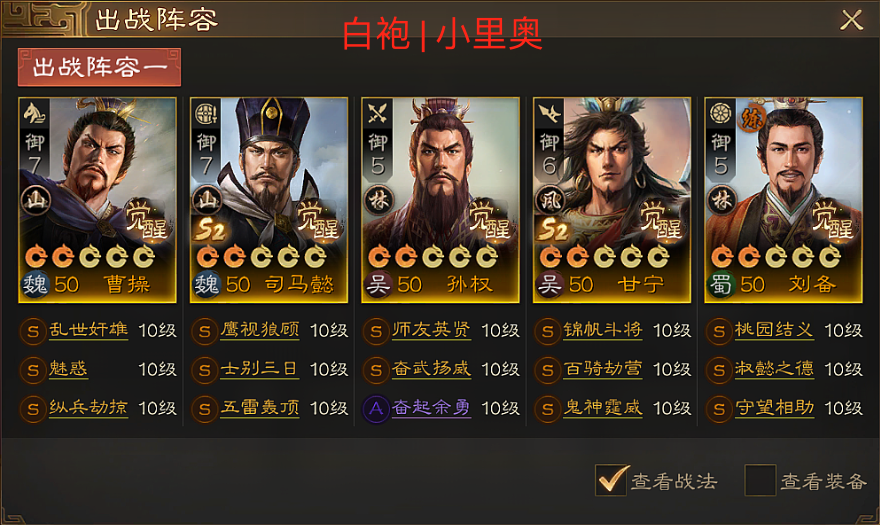 出战阵容
白袍 | 小里奥
出战阵容一
御 7 山 觉醒 魏 50 曹操
御 7 山 S2 觉醒 魏 50 司马懿
御 5 林 觉醒 吴 50 孙权
御 6 风 S2 觉醒 吴 50 甘宁
御 5 林 觉醒 蜀 50 刘备
S 乱世奸雄 10级 S 鹰视狼顾 10级 S 师友英贤 10级 S 锦帆斗将 10级 S 桃园结义 10级
S 魅惑 10级 S 士别三日 10级 S 奋武扬威 10级 S 百骑劫营 10级 S 淑懿之德 10级
S 纵兵劫掠 10级 S 五雷轰顶 10级 A 奋起余勇 10级 S 鬼神霆威 10级 S 守望相助 10级
查看战法 查看装备